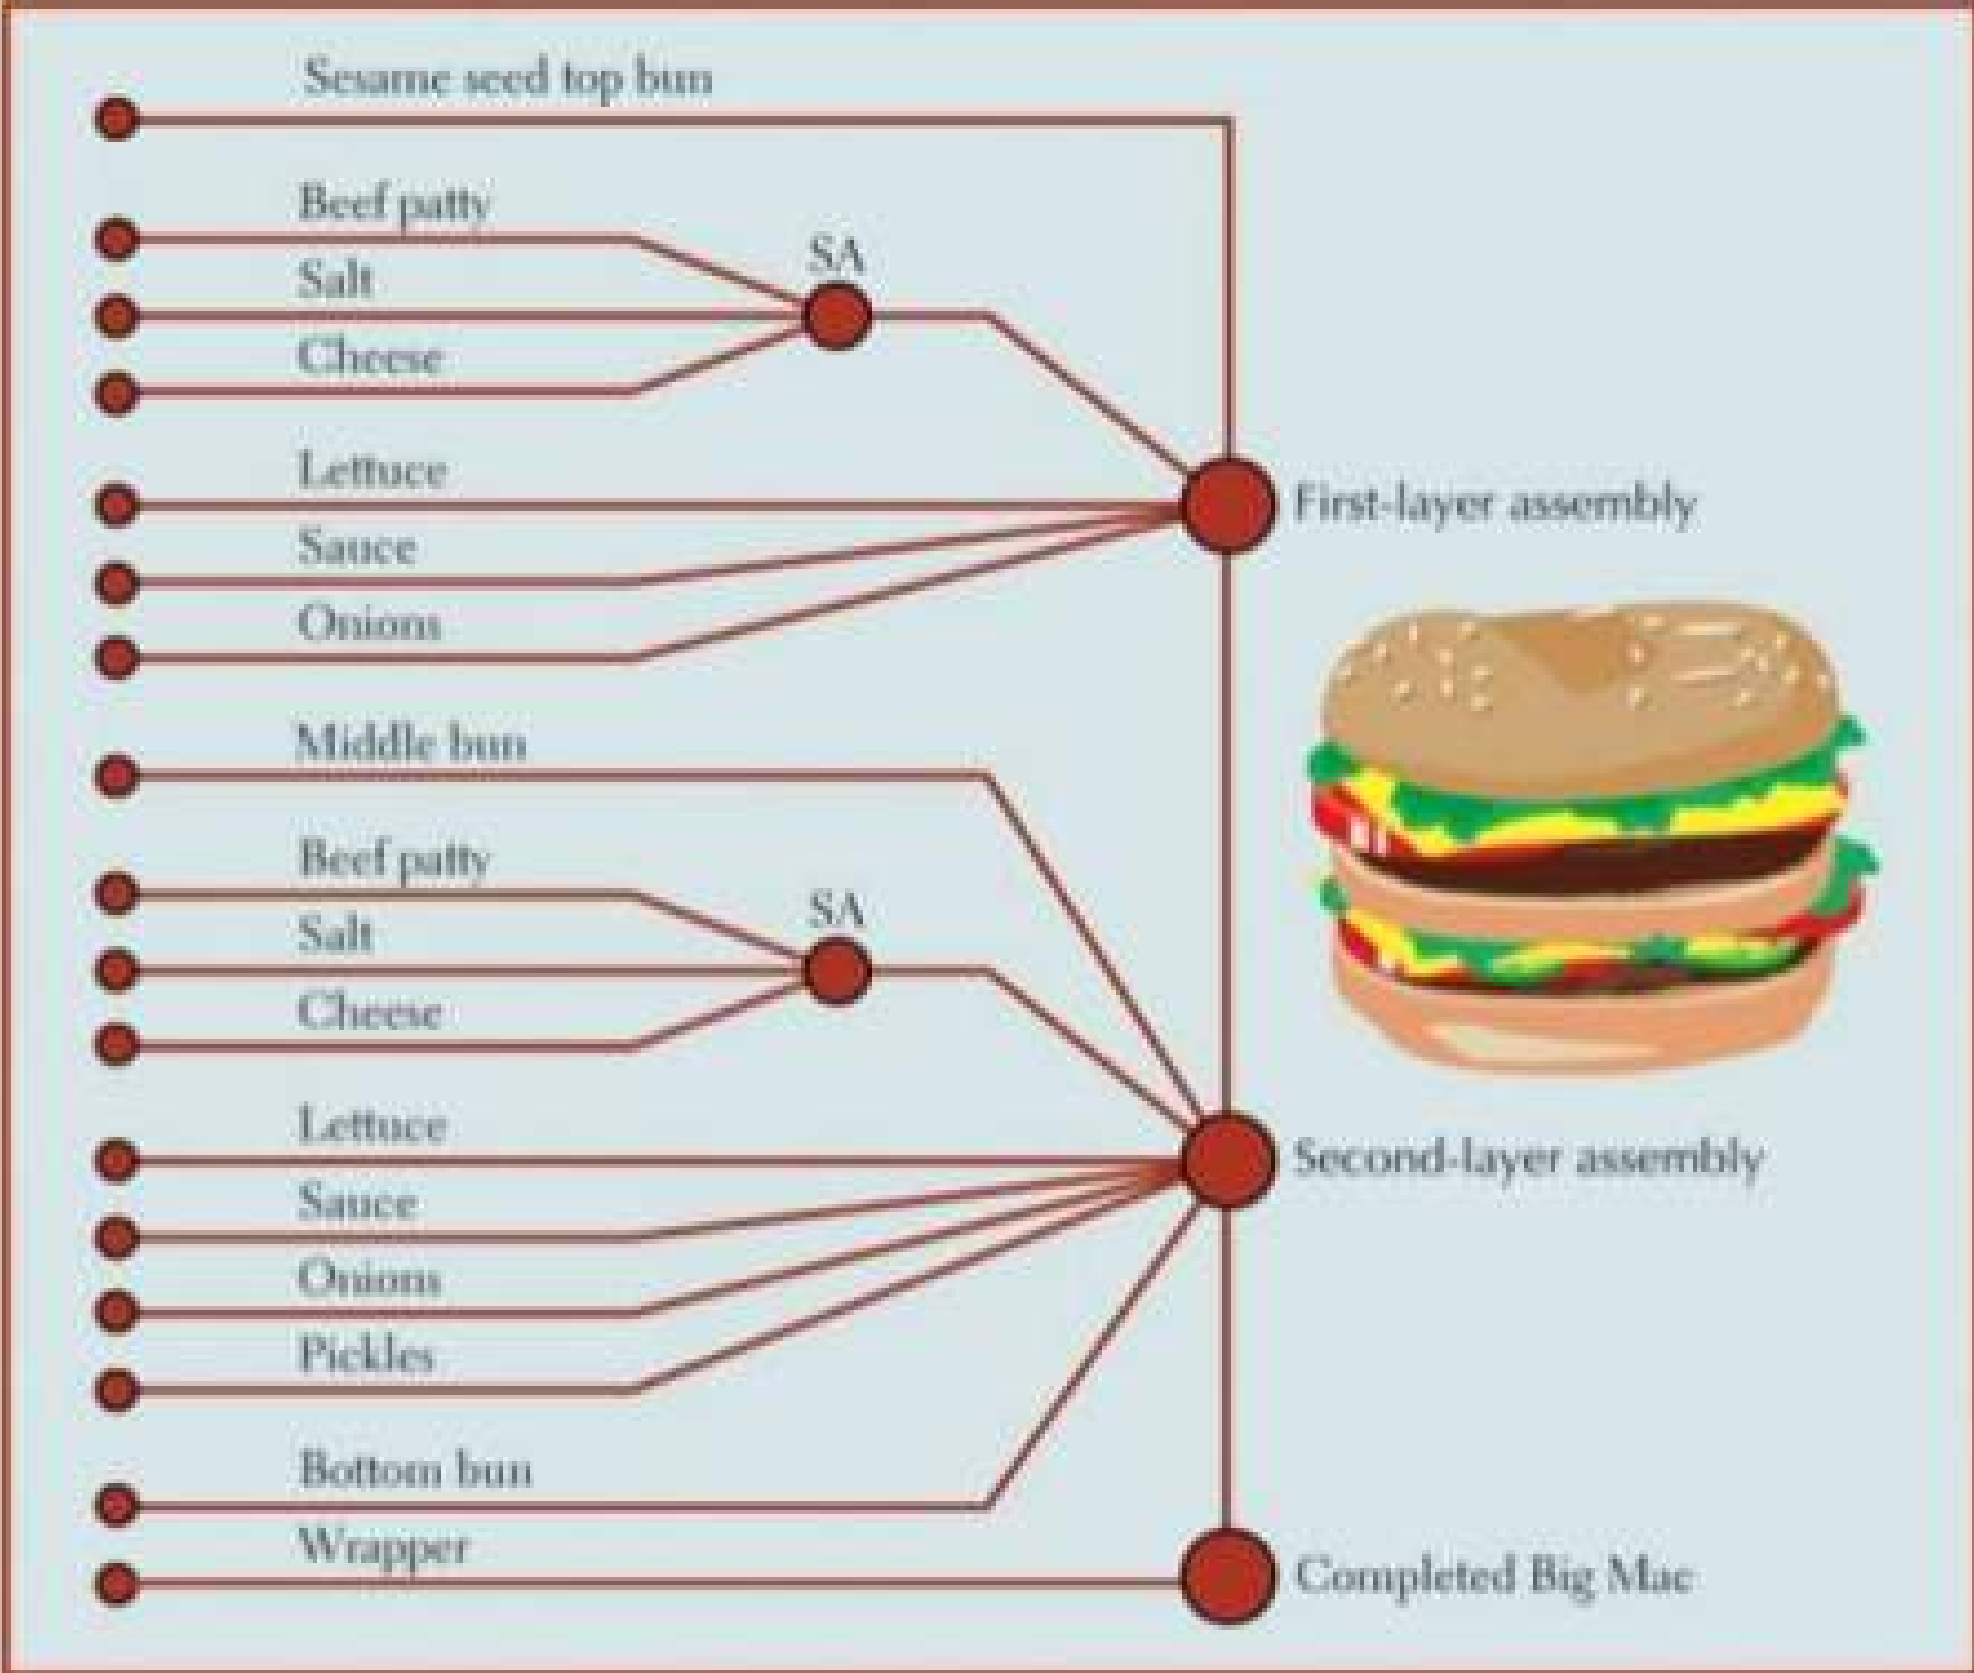 Sesame seed top bun
Beef patty
SA
Salt
Cheese
Lettuce
First-layer assembly
Sauce
Onions
Middle bun
Beef patty
SA
Salt
Cheese
Lettuce
Second-layer assembly
Sauce
Onions
Pickles
Bottom bun
Wrapper
Completed Big Mac